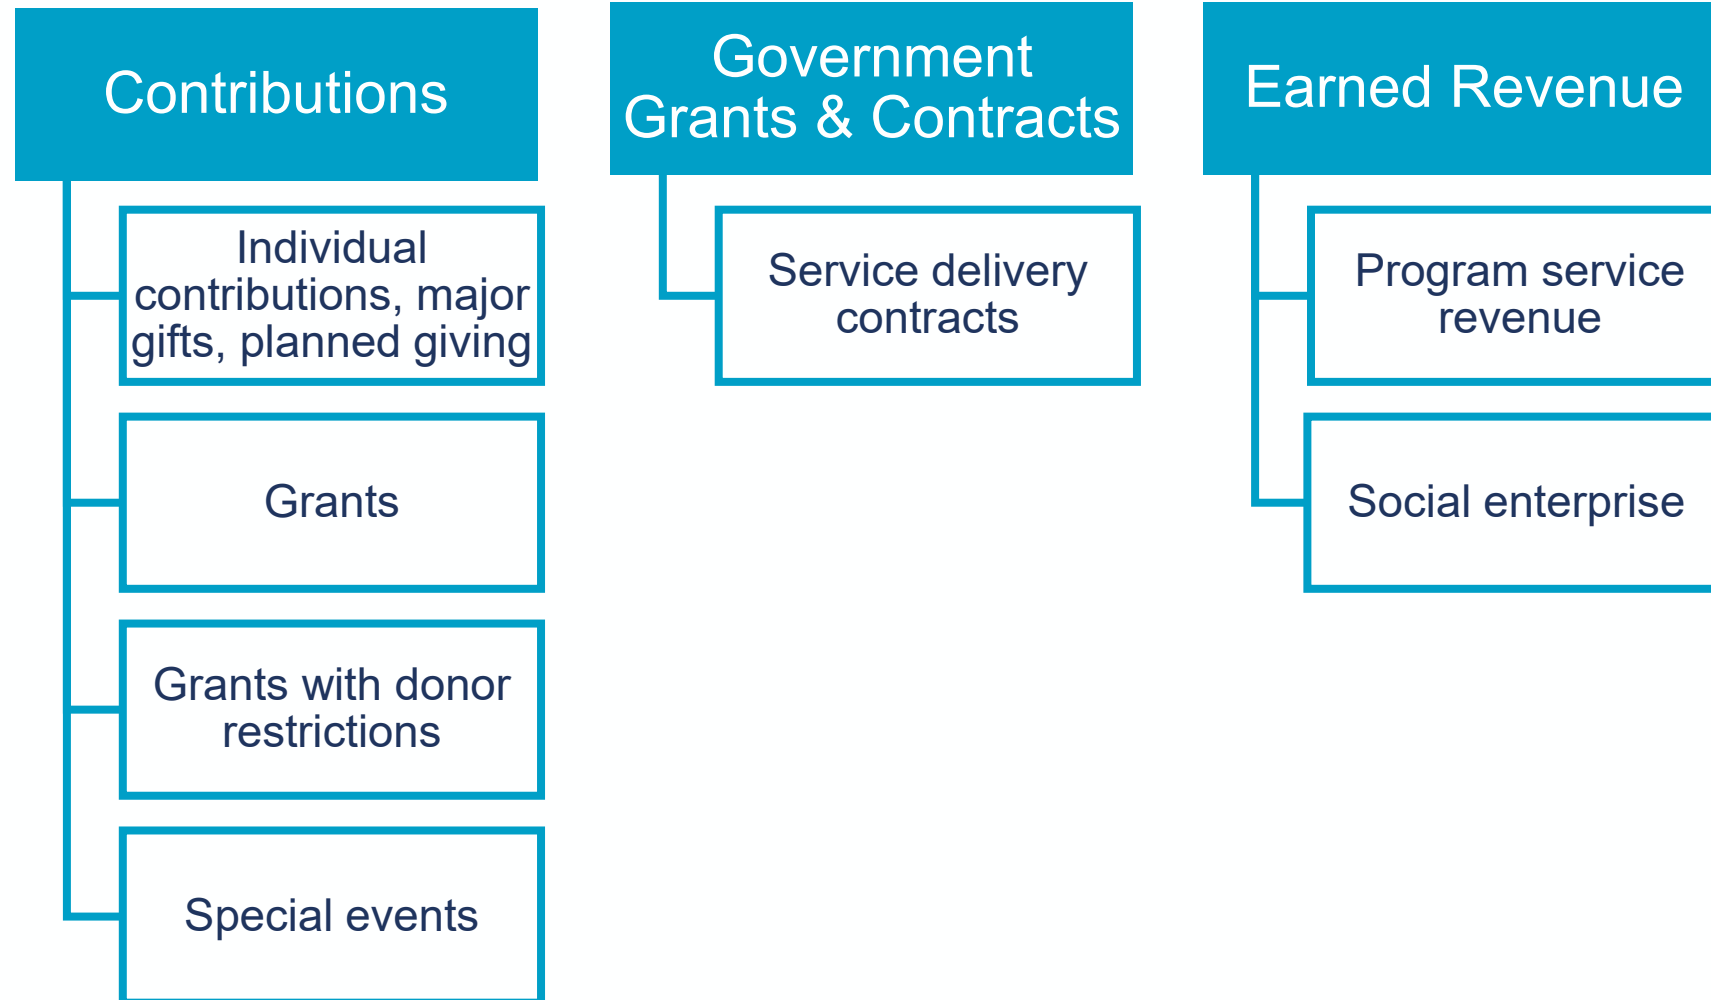 Contributions
Individual
contributions, major
gifts, planned giving
Grants
Grants with donor
restrictions
Special events
Government
Grants & Contracts
Service delivery
contracts
Earned Revenue
Program service
revenue
Social enterprise